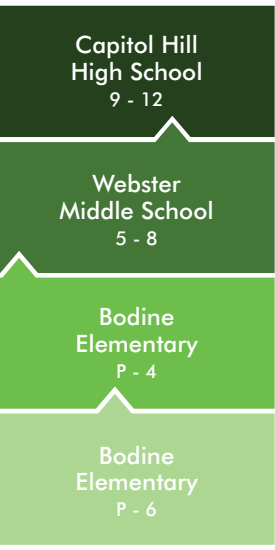 Capitol Hill
High School
9 - 12
Webster
Middle School
5 - 8
Bodine
Elementary
P - 4
Bodine
Elementary
P - 6